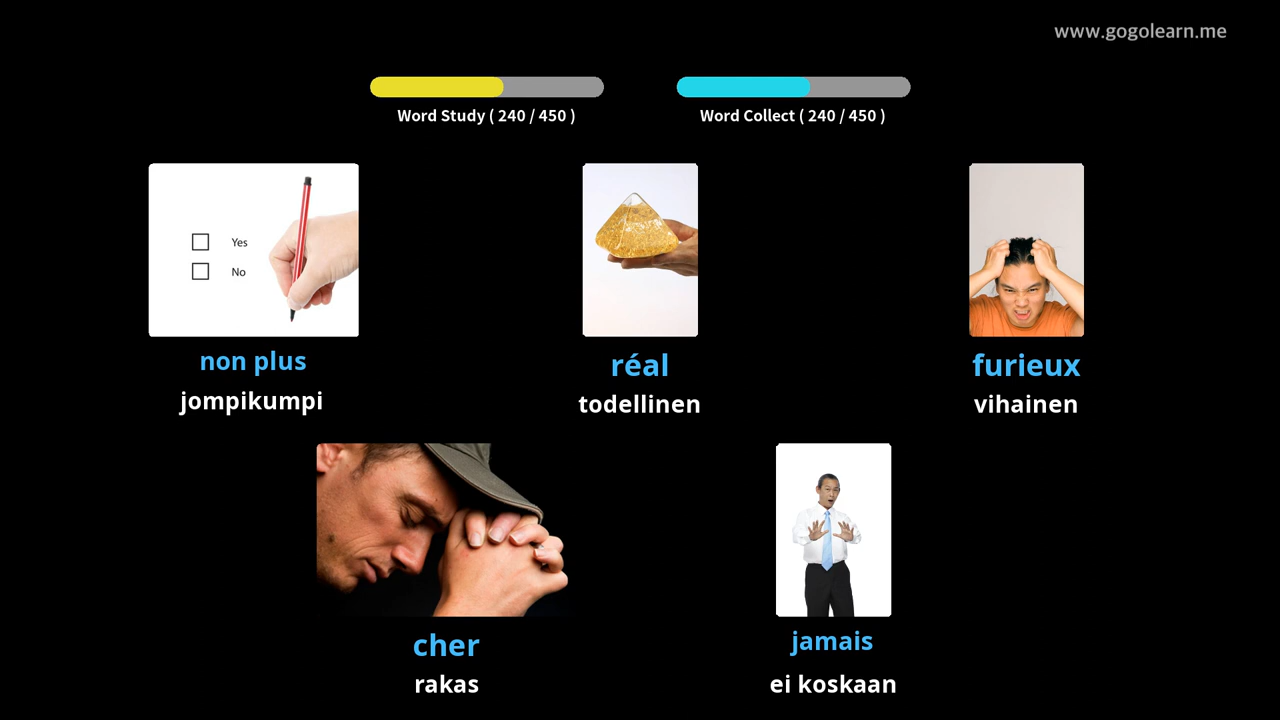 www.gogolearn.me
Word Study ( 240 / 450 )
Word Collect ( 240 / 450 )
Yes
No
non plus
jompikumpi
réal
todellinen
furieux
vihainen
cher
rakas
jamais
ei koskaan